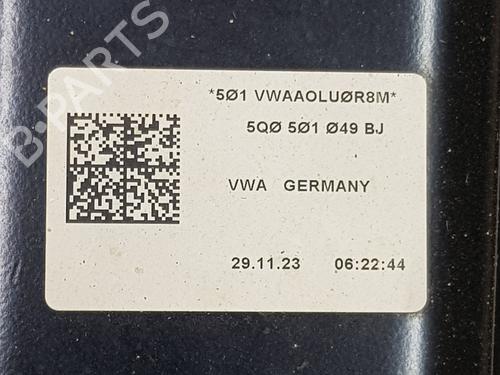 *5Ø1 VWAAOLUØR8M*
5QØ 5Ø1 Ø49 BJ
VWA GERMANY
29.11.23 06:22:44
B-PARTS